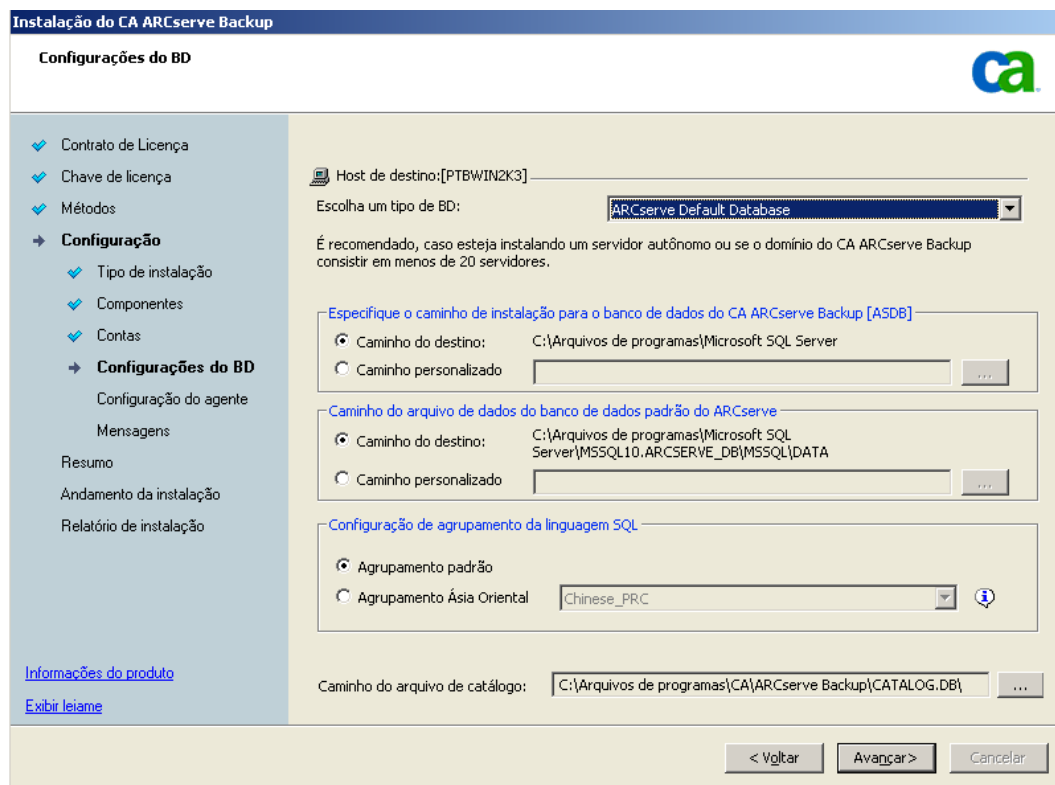 Instalação do CA ARCserve Backup
Configurações do BD
ca
Contrato de Licença
Chave de licença
Métodos
Configuração
Tipo de instalação
Componentes
Contas
Configurações do BD
Configuração do agente
Mensagens
Resumo
Andamento da instalação
Relatório de instalação
Informações do produto
Exibir leiame
Host de destino:[PTBWIN2K3]
Escolha um tipo de BD: ARCserve Default Database
É recomendado, caso esteja instalando um servidor autônomo ou se o domínio do CA ARCserve Backup
consistir em menos de 20 servidores.
Especifique o caminho de instalação para o banco de dados do CA ARCserve Backup [ASDB]
Caminho do destino: C:\Arquivos de programas\Microsoft SQL Server
Caminho personalizado ...
Caminho do arquivo de dados do banco de dados padrão do ARCserve
Caminho do destino: C:\Arquivos de programas\Microsoft SQL
Server\MSSQL10.ARCSERVE_DB\MSSQL\DATA
Caminho personalizado ...
Configuração de agrupamento da linguagem SQL
Agrupamento padrão
Agrupamento Ásia Oriental Chinese_PRC
Caminho do arquivo de catálogo: C:\Arquivos de programas\CA\ARCserve Backup\CATALOG.DB\ ...
< Voltar Avançar> Cancelar